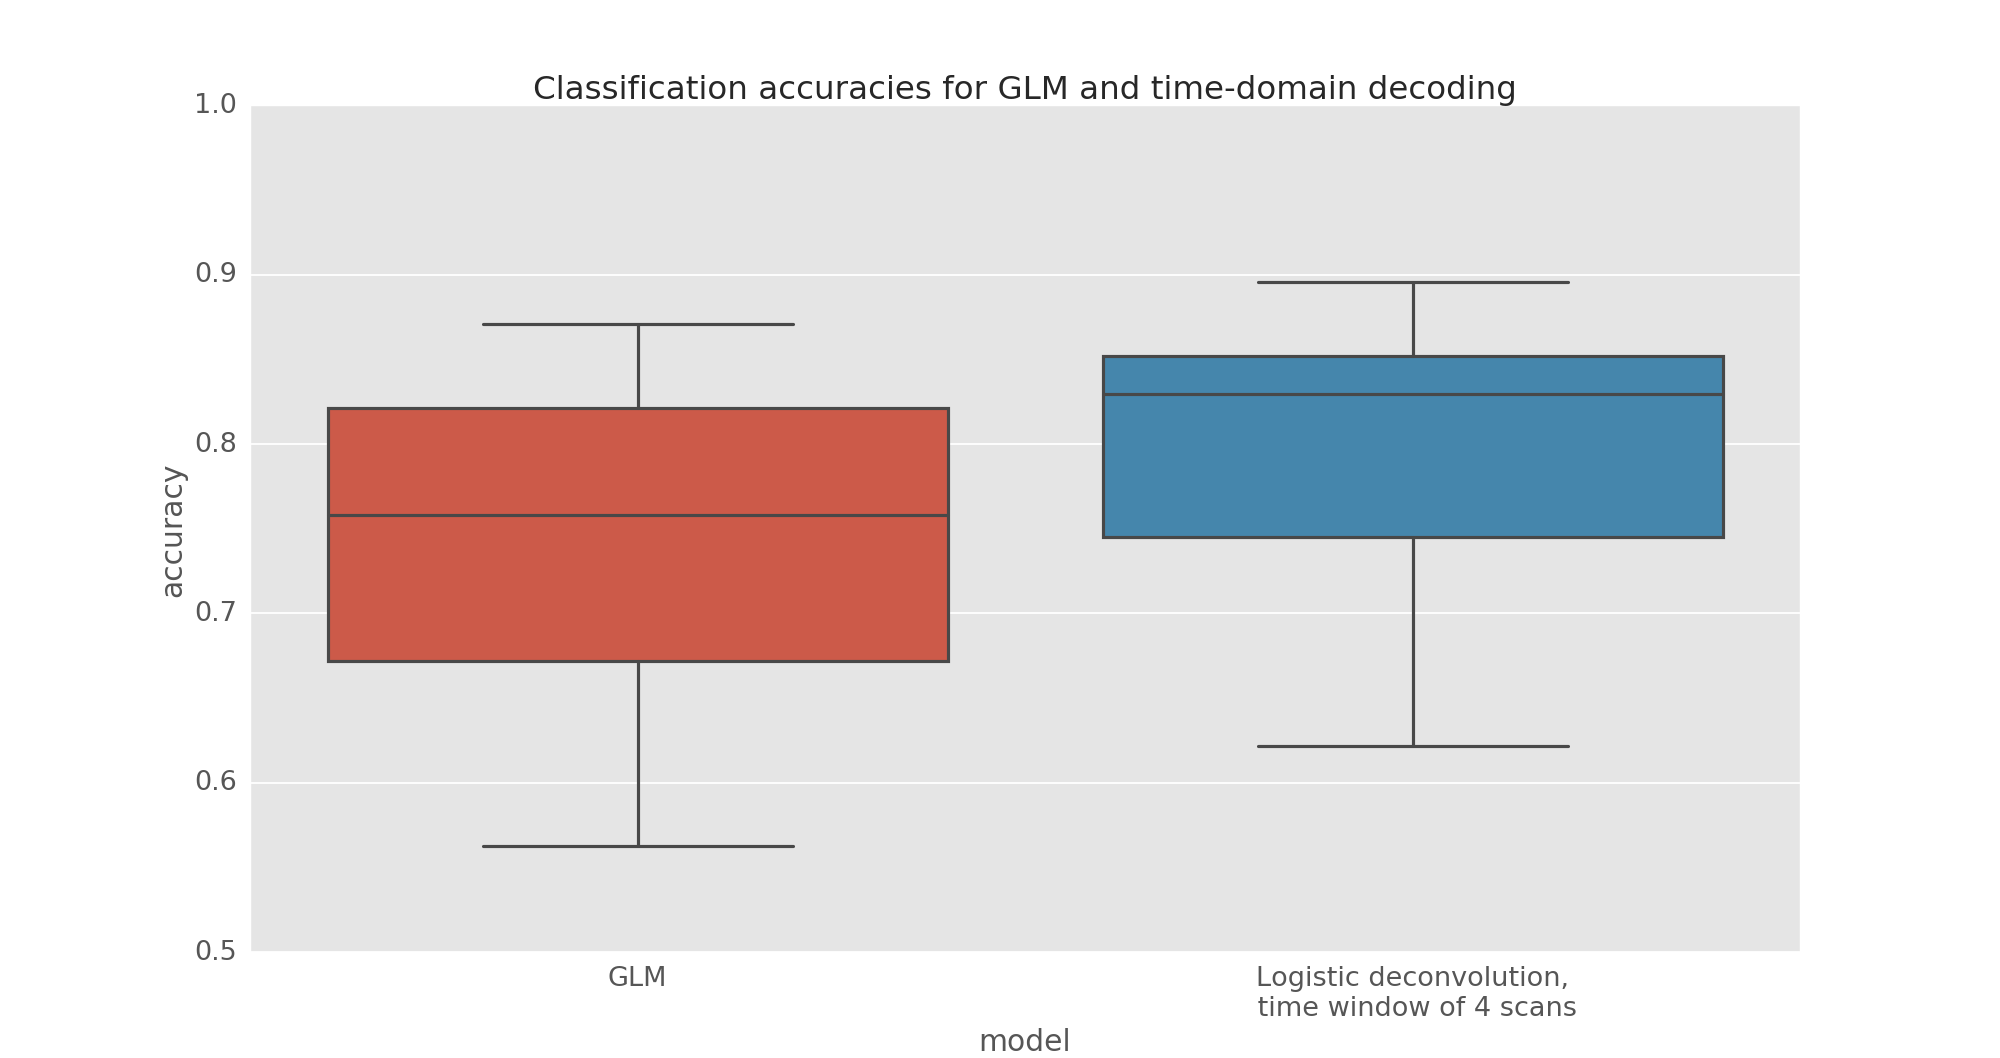 Classification accuracies for GLM and time-domain decoding
1.0
0.9
0.8
0.7
0.6
0.5
accuracy
GLM
Logistic deconvolution,
time window of 4 scans
model